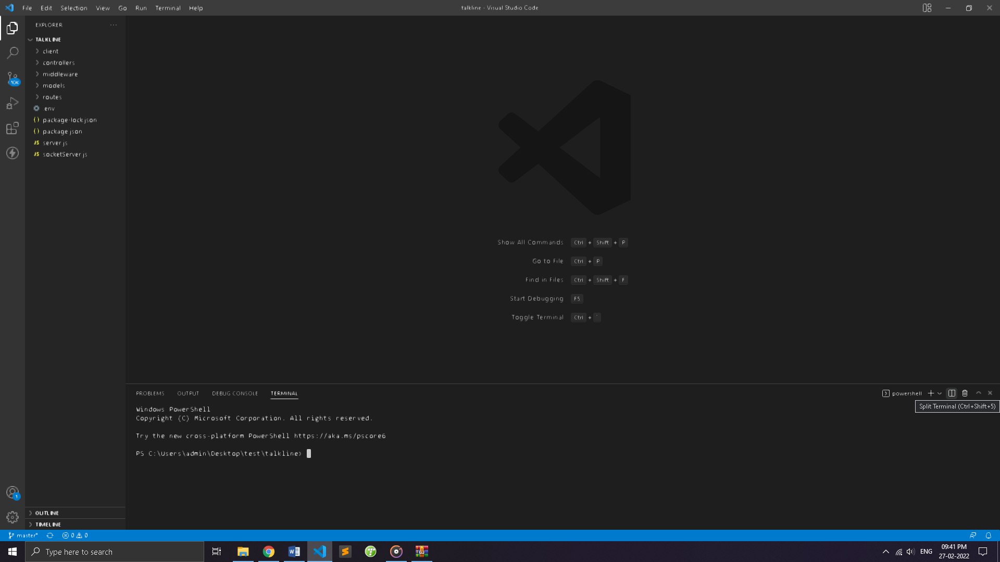 File Edit Selection View Go Run Terminal Help
talkline - Visual Studio Code
EXPLORER
TALKLINE
client
controllers
middleware
models
routes
.env
package-lock.json
package.json
JS server.js
JS socketServer.js
10K
Show All Commands Ctrl + Shift + P
Go to File Ctrl + P
Find in Files Ctrl + Shift + F
Start Debugging F5
Toggle Terminal Ctrl + `
PROBLEMS OUTPUT DEBUG CONSOLE TERMINAL
powershell
Split Terminal (Ctrl+Shift+5)
Windows PowerShell
Copyright (C) Microsoft Corporation. All rights reserved.
Try the new cross-platform PowerShell https://aka.ms/pscore6
PS C:\Users\admin\Desktop\test\talkline>
1
OUTLINE
TIMELINE
master* 0 0
Type here to search
ENG
09:41 PM
27-02-2022